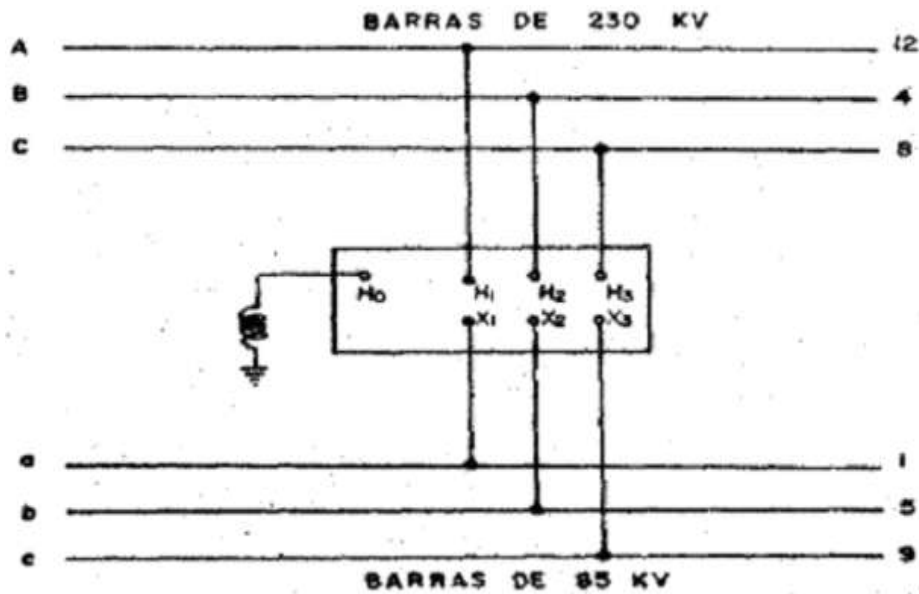 BARRAS DE 230 KV
A 12
B 4
C 8
H0 H1 H2 H3
X1 X2 X3
a 1
b 5
c 9
BARRAS DE 85 KV